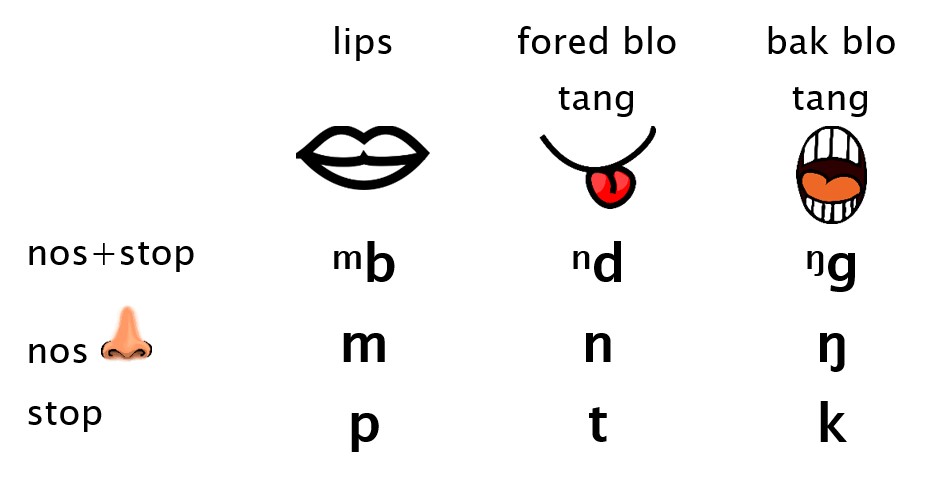 lips fored blo bak blo
tang tang
nos+stop ᵐb ⁿd ᵑg
nos m n ŋ
stop p t k